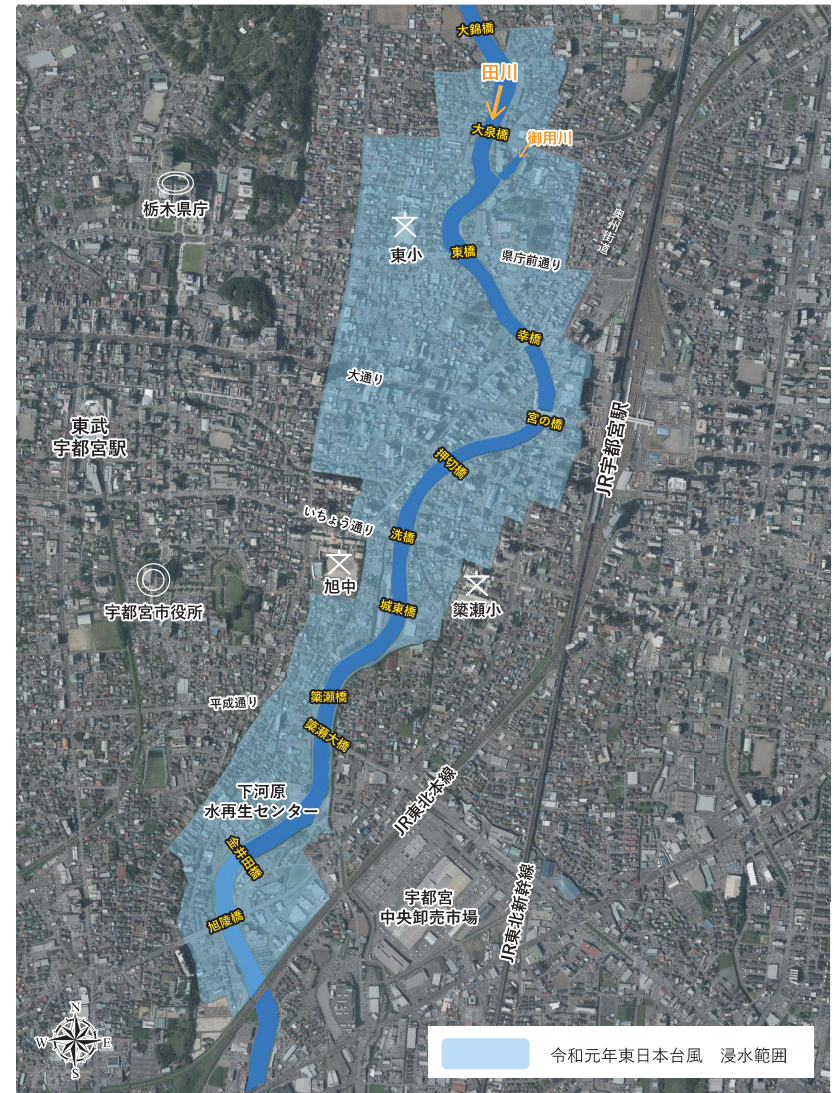 大錦橋
田川
大泉橋
御用川
栃木県庁
奥州街道
東小
東橋
県庁前通り
幸橋
大通り
宮の橋
東武
宇都宮駅
JR宇都宮駅
押切橋
いちょう通り
洗橋
旭中
簗瀬小
宇都宮市役所
城東橋
平成通り
簗瀬橋
簗瀬大橋
下河原
水再生センター
JR東北本線
金井田橋
宇都宮
中央卸売市場
JR東北新幹線
旭陵橋
N
W E
S
令和元年東日本台風 浸水範囲